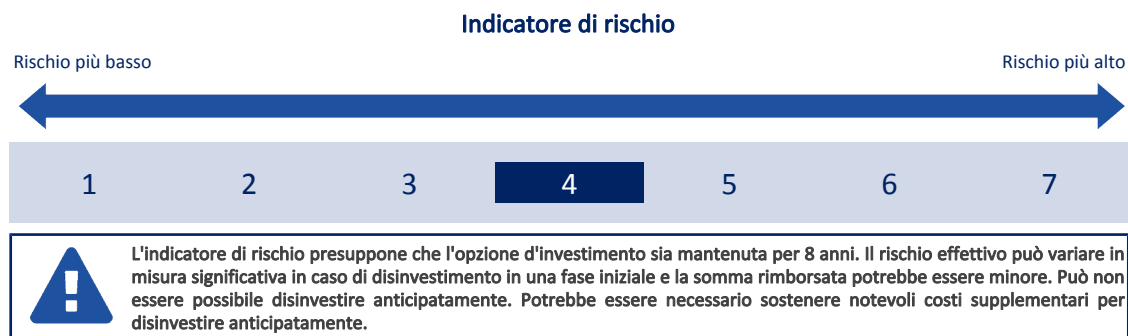 Indicatore di rischio
Rischio più basso
Rischio più alto
1 2 3 4 5 6 7
L'indicatore di rischio presuppone che l'opzione d'investimento sia mantenuta per 8 anni. Il rischio effettivo può variare in
misura significativa in caso di disinvestimento in una fase iniziale e la somma rimborsata potrebbe essere minore. Può non
essere possibile disinvestire anticipatamente. Potrebbe essere necessario sostenere notevoli costi supplementari per
disinvestire anticipatamente.